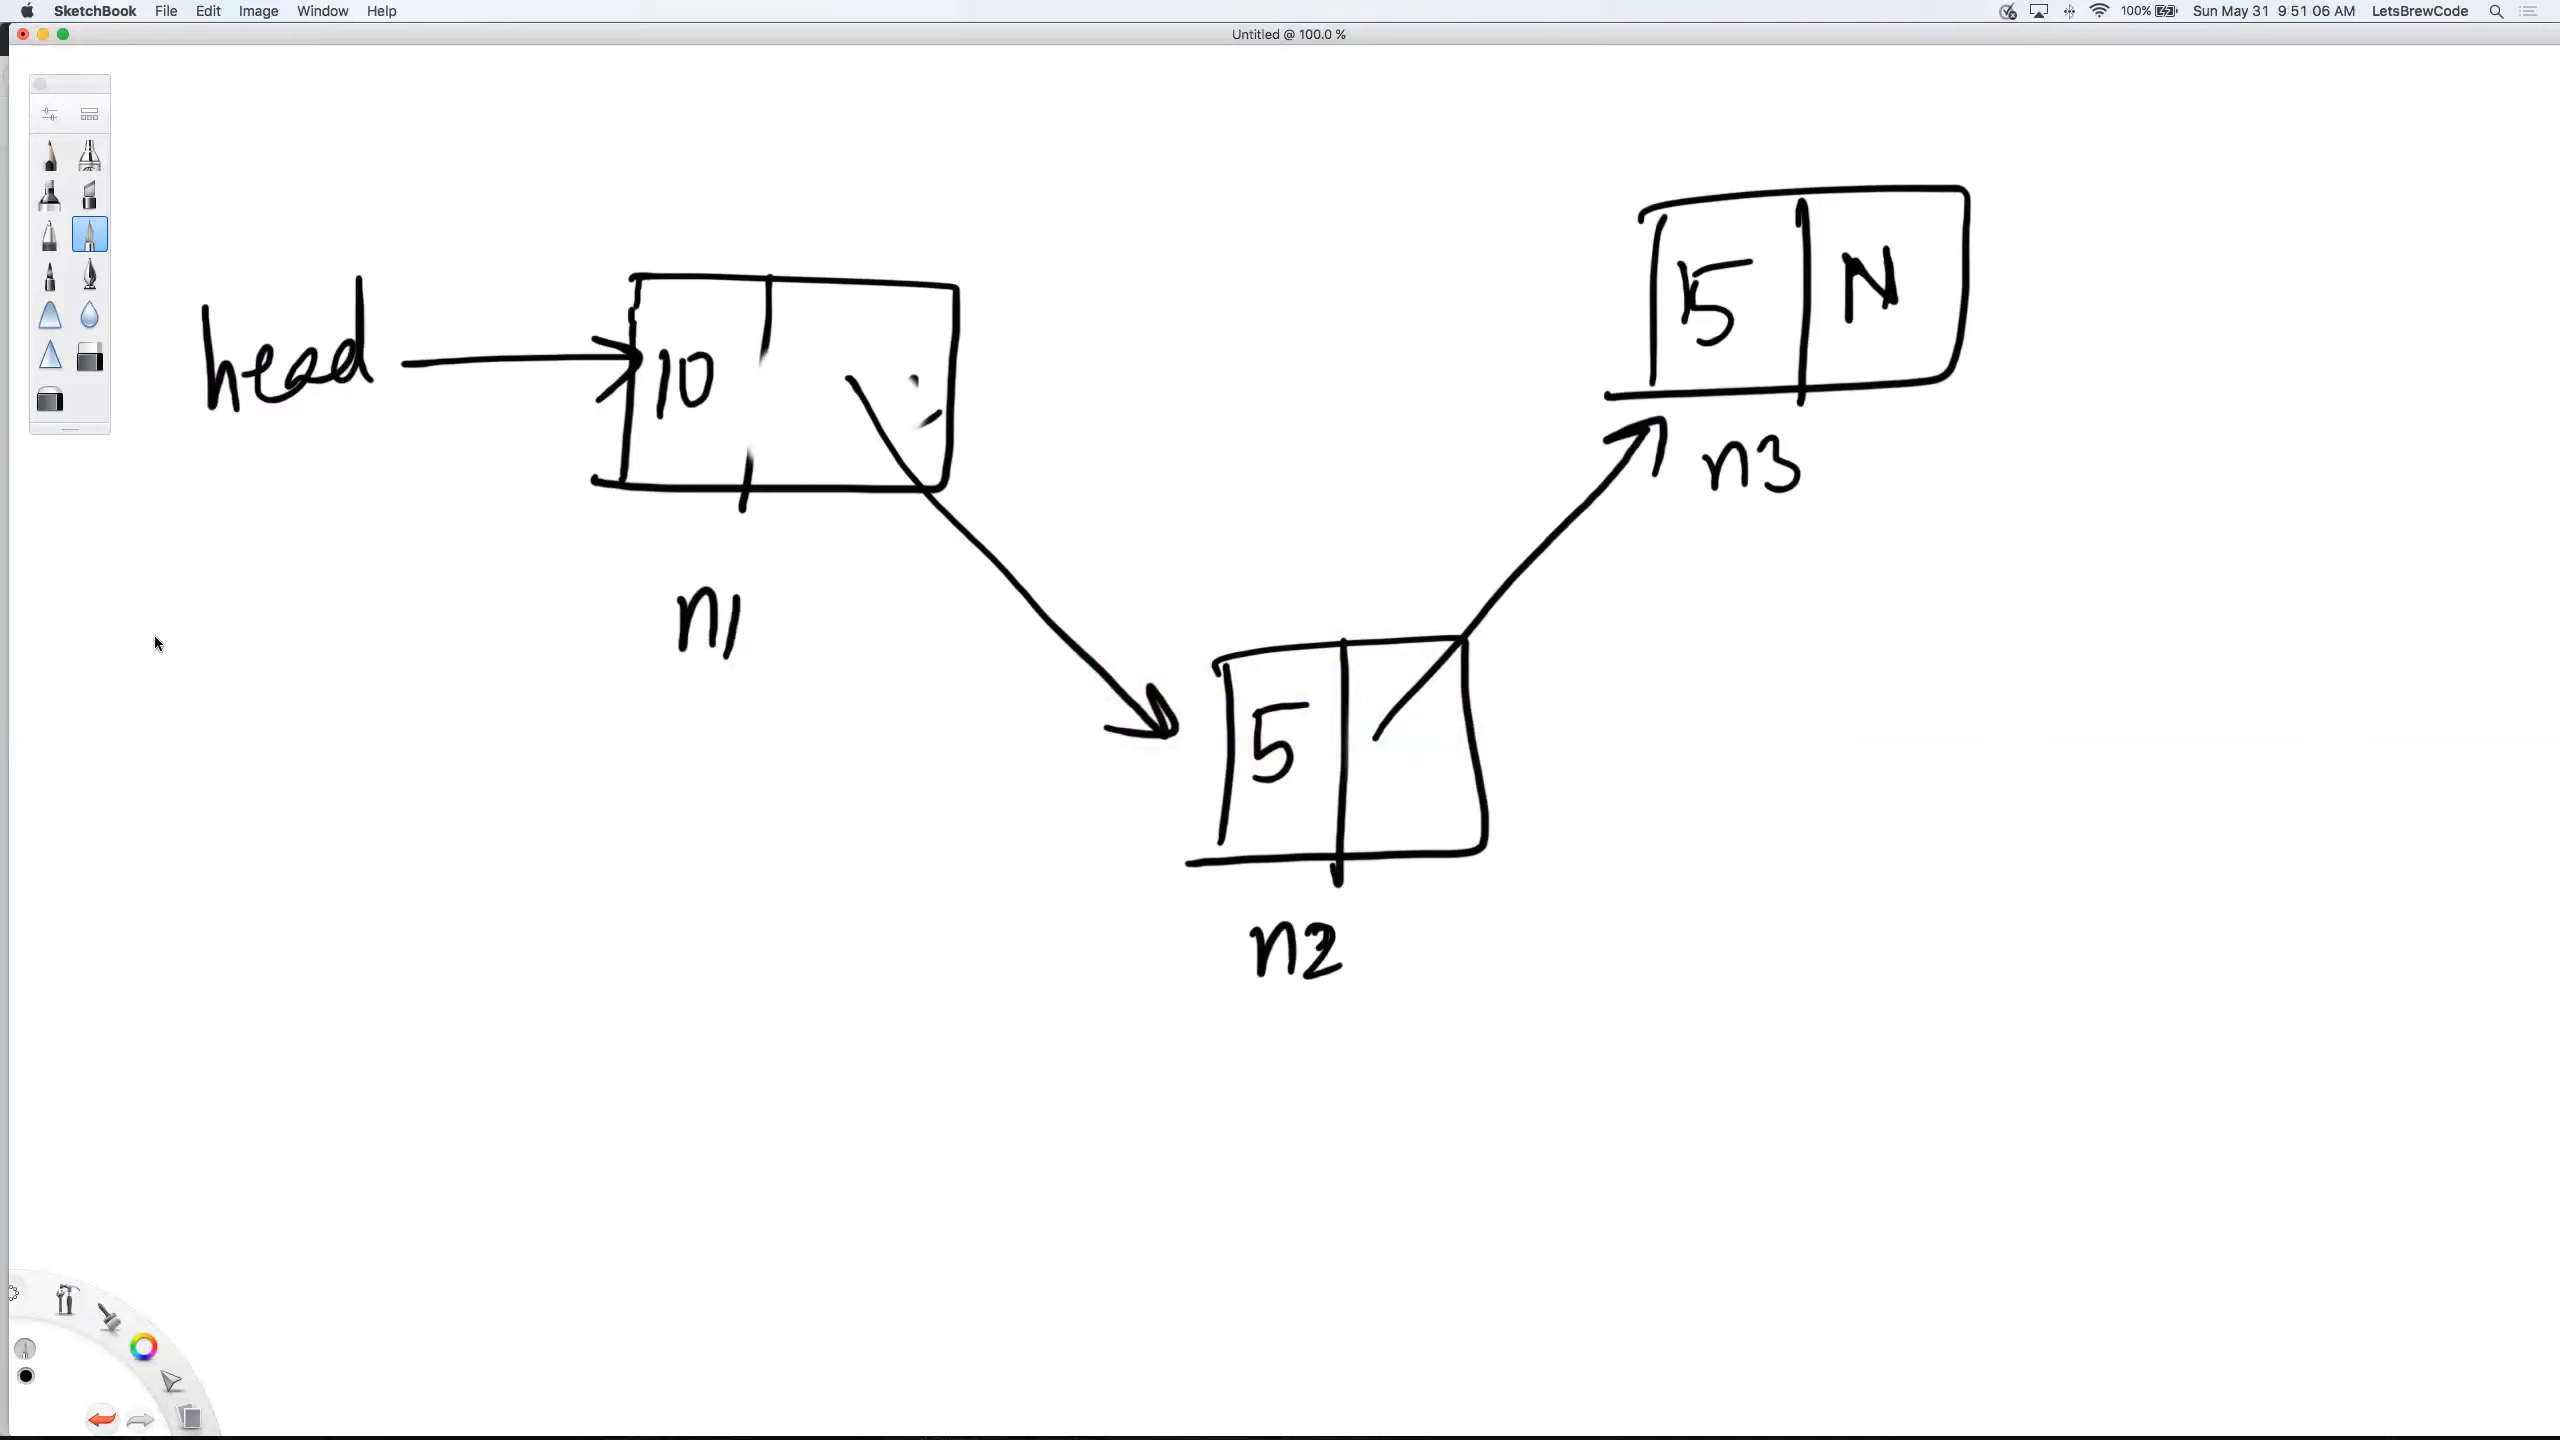 SketchBook File Edit Image Window Help 100% Sun May 31 9:51:06 AM LetsBrewCode
Untitled @ 100.0 %
head
10
n1
5
n2
15 N
n3